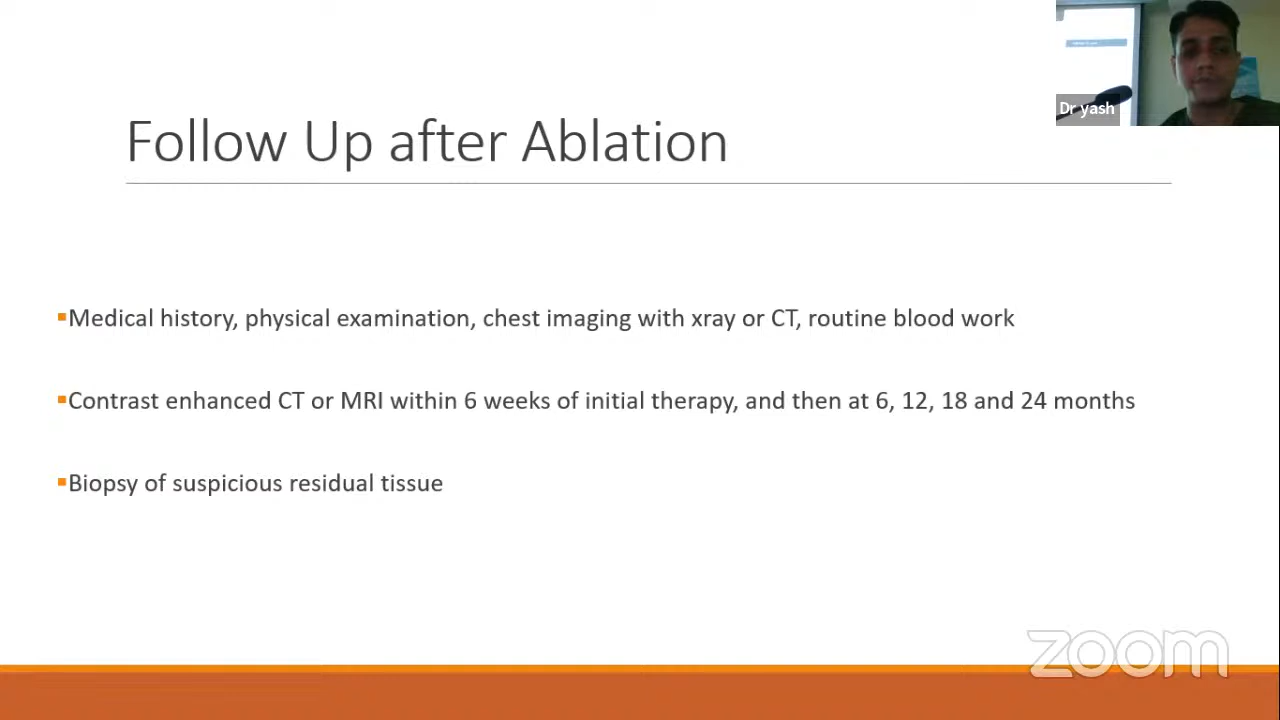 Dr yash
Follow Up after Ablation
Medical history, physical examination, chest imaging with xray or CT, routine blood work
Contrast enhanced CT or MRI within 6 weeks of initial therapy, and then at 6, 12, 18 and 24 months
Biopsy of suspicious residual tissue
zoom